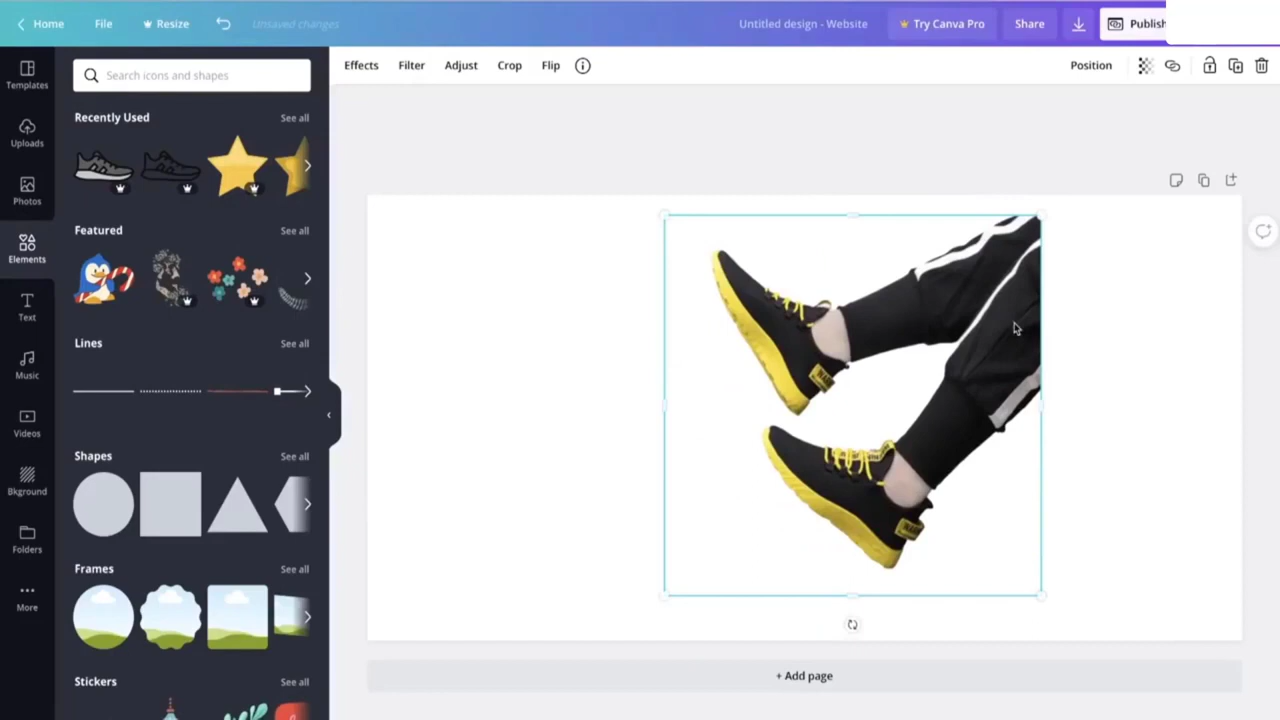 Home File Resize Unsaved changes Untitled design - Website Try Canva Pro Share Publish
Templates
Uploads
Photos
Elements
Text
Music
Videos
Bkground
Folders
More
Search icons and shapes
Recently Used See all
Featured See all
Lines See all
Shapes See all
Frames See all
Stickers See all
Effects Filter Adjust Crop Flip Position
+ Add page